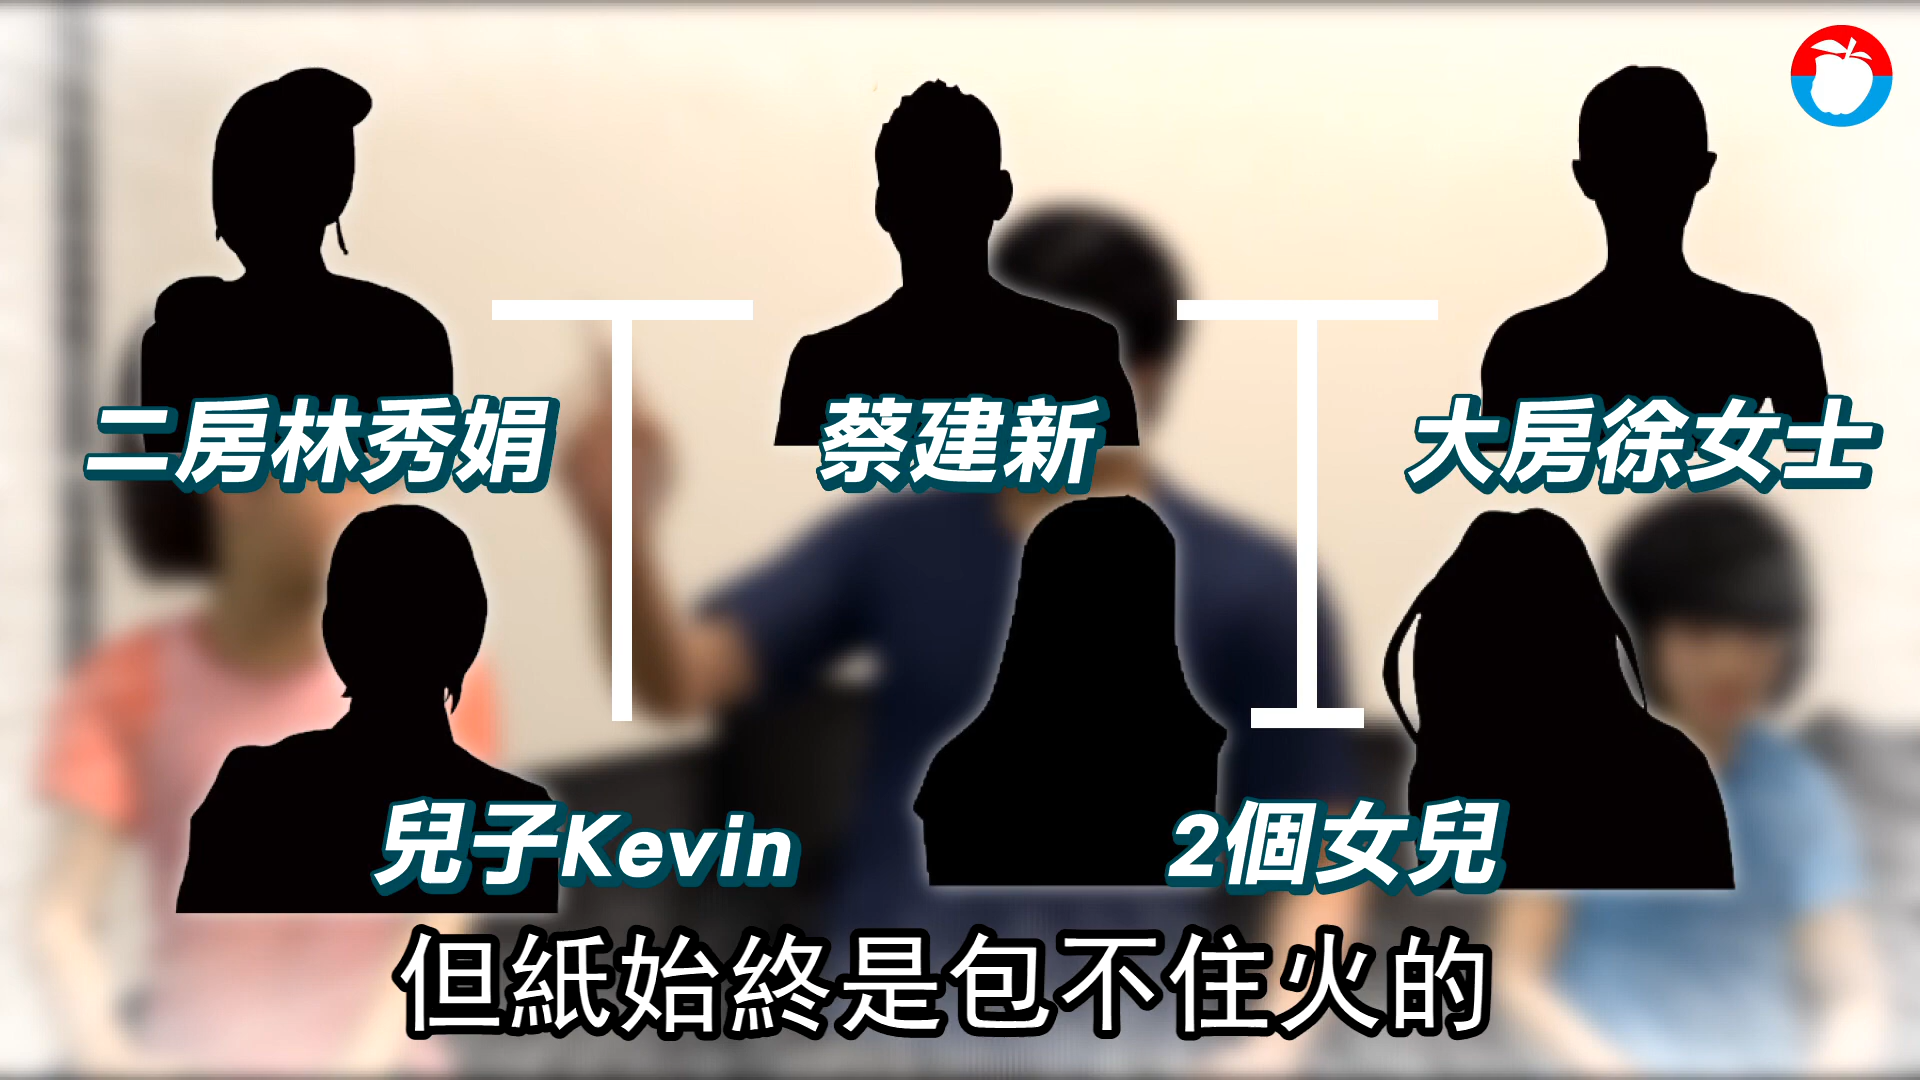 二房林秀娟
蔡建新
大房徐女士
兒子Kevin
2個女兒
但紙始終是包不住火的